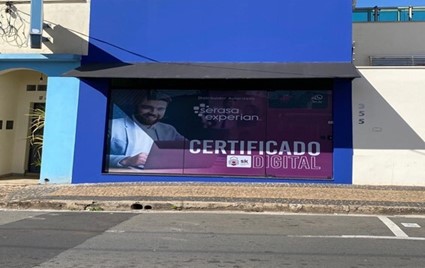 serasa
experian.
CERTIFICADO
DIGITAL